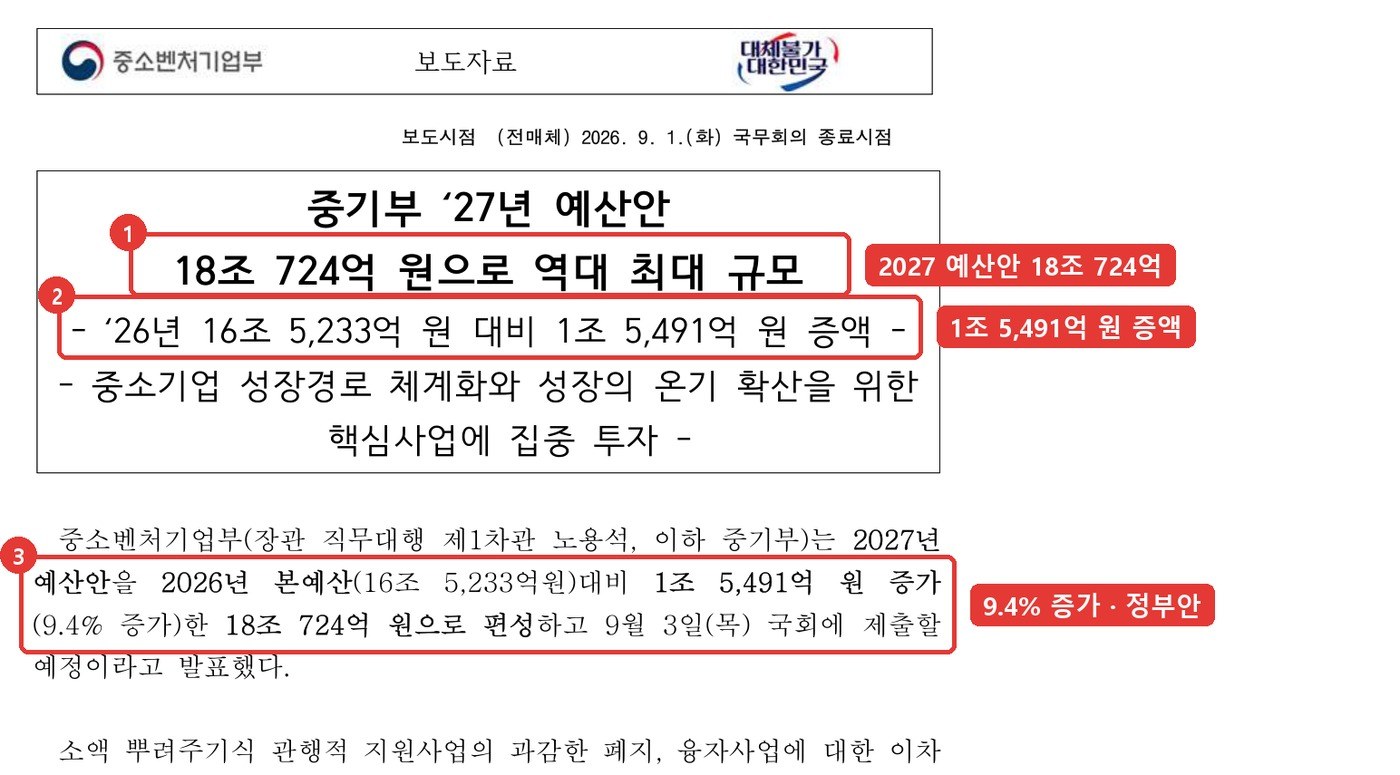 중소벤처기업부 보도자료 대체불가 대한민국
보도시점 (전매체) 2026. 9. 1.(화) 국무회의 종료시점
중기부 ‘27년 예산안
1
18조 724억 원으로 역대 최대 규모
2027 예산안 18조 724억
2
- ‘26년 16조 5,233억 원 대비 1조 5,491억 원 증액 -
1조 5,491억 원 증액
- 중소기업 성장경로 체계화와 성장의 온기 확산을 위한
핵심사업에 집중 투자 -
중소벤처기업부(장관 직무대행 제1차관 노용석, 이하 중기부)는 2027년
3
예산안을 2026년 본예산(16조 5,233억원)대비 1조 5,491억 원 증가
(9.4% 증가)한 18조 724억 원으로 편성하고 9월 3일(목) 국회에 제출할
9.4% 증가 · 정부안
예정이라고 발표했다.
소액 뿌려주기식 관행적 지원사업의 과감한 폐지, 융자사업에 대한 이차